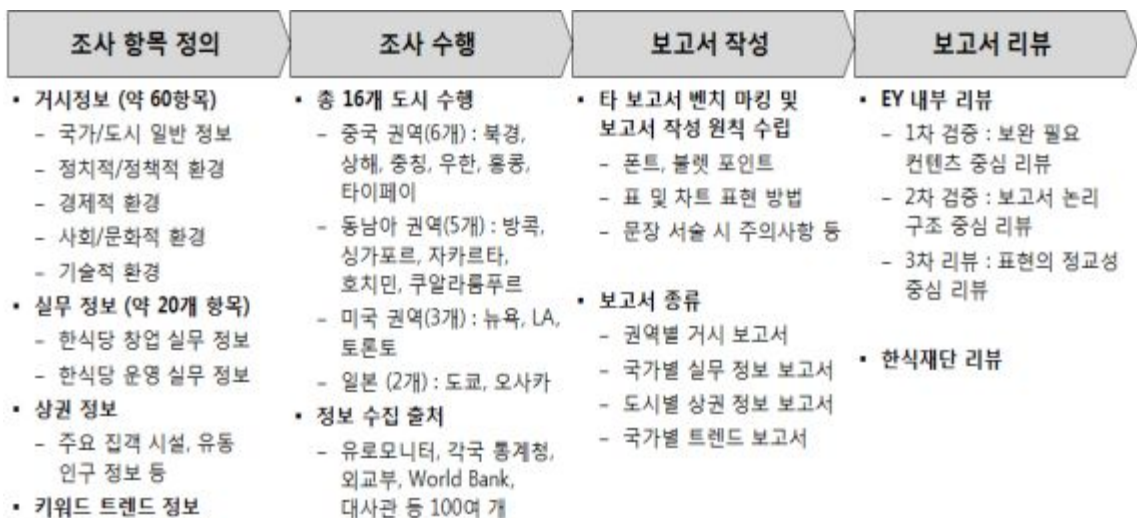 조사 항목 정의
▪ 거시정보 (약 60항목)
– 국가/도시 일반 정보
– 정치적/정책적 환경
– 경제적 환경
– 사회/문화적 환경
– 기술적 환경
▪ 실무 정보 (약 20개 항목)
– 한식당 창업 실무 정보
– 한식당 운영 실무 정보
▪ 상권 정보
– 주요 집객 시설, 유동
인구 정보 등
▪ 키워드 트렌드 정보
조사 수행
▪ 총 16개 도시 수행
– 중국 권역(6개) : 북경,
상해, 중칭, 우한, 홍콩,
타이페이
– 동남아 권역(5개) : 방콕,
싱가포르, 자카르타,
호치민, 쿠알라룸푸르
– 미국 권역(3개) : 뉴욕, LA,
토론토
– 일본 (2개) : 도쿄, 오사카
▪ 정보 수집 출처
– 유로모니터, 각국 통계청,
외교부, World Bank,
대사관 등 100여 개
보고서 작성
▪ 타 보고서 벤치 마킹 및
보고서 작성 원칙 수립
– 폰트, 불렛 포인트
– 표 및 차트 표현 방법
– 문장 서술 시 주의사항 등
▪ 보고서 종류
– 권역별 거시 보고서
– 국가별 실무 정보 보고서
– 도시별 상권 정보 보고서
– 국가별 트렌드 보고서
보고서 리뷰
▪ EY 내부 리뷰
– 1차 검증 : 보완 필요
컨텐츠 중심 리뷰
– 2차 검증 : 보고서 논리
구조 중심 리뷰
– 3차 리뷰 : 표현의 정교성
중심 리뷰
▪ 한식재단 리뷰